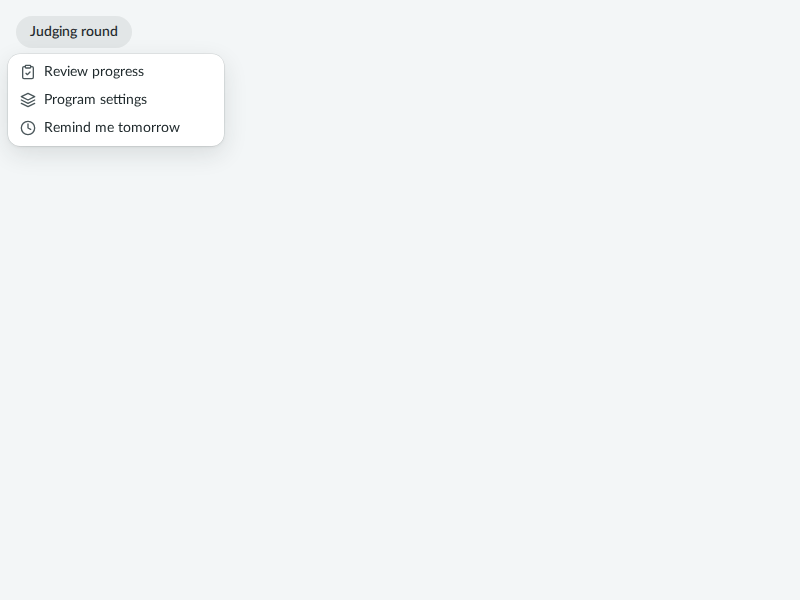 Judging round
Review progress
Program settings
Remind me tomorrow